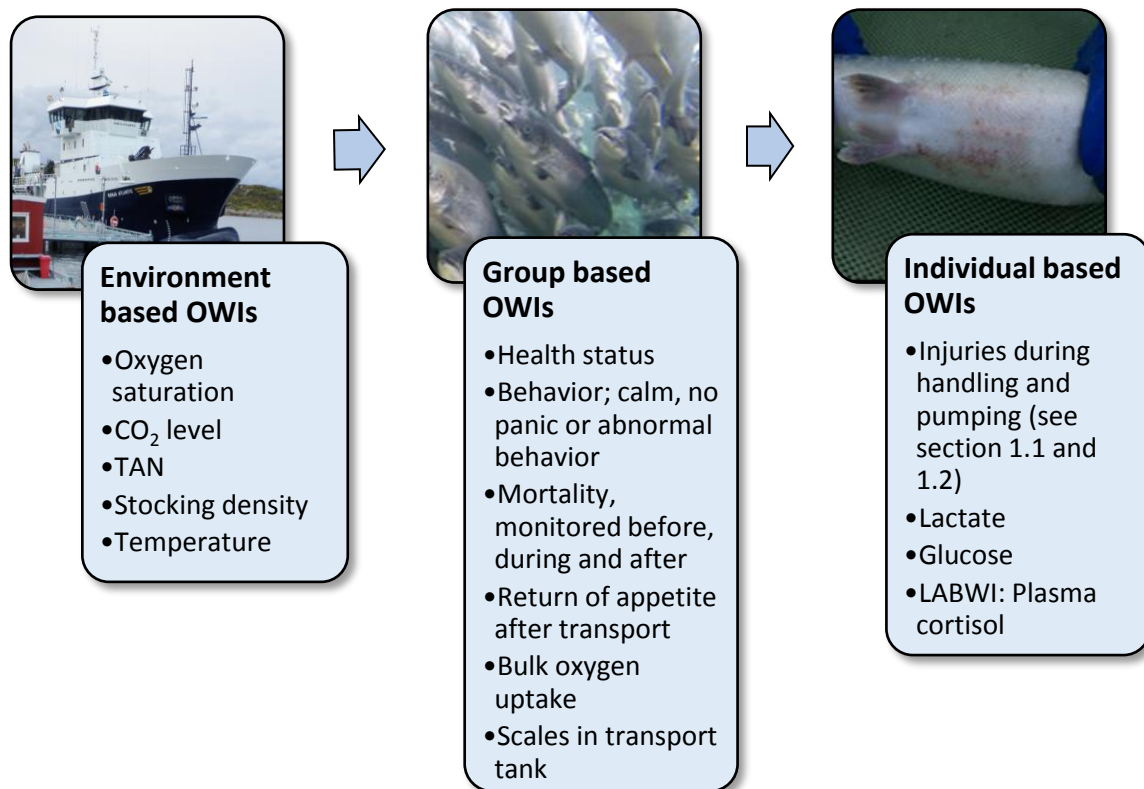 Environment
based OWIs
•Oxygen
saturation
•CO₂ level
•TAN
•Stocking density
•Temperature
Group based
OWIs
•Health status
•Behavior; calm, no
panic or abnormal
behavior
•Mortality,
monitored before,
during and after
•Return of appetite
after transport
•Bulk oxygen
uptake
•Scales in transport
tank
Individual based
OWIs
•Injuries during
handling and
pumping (see
section 1.1 and
1.2)
•Lactate
•Glucose
•LABWI: Plasma
cortisol